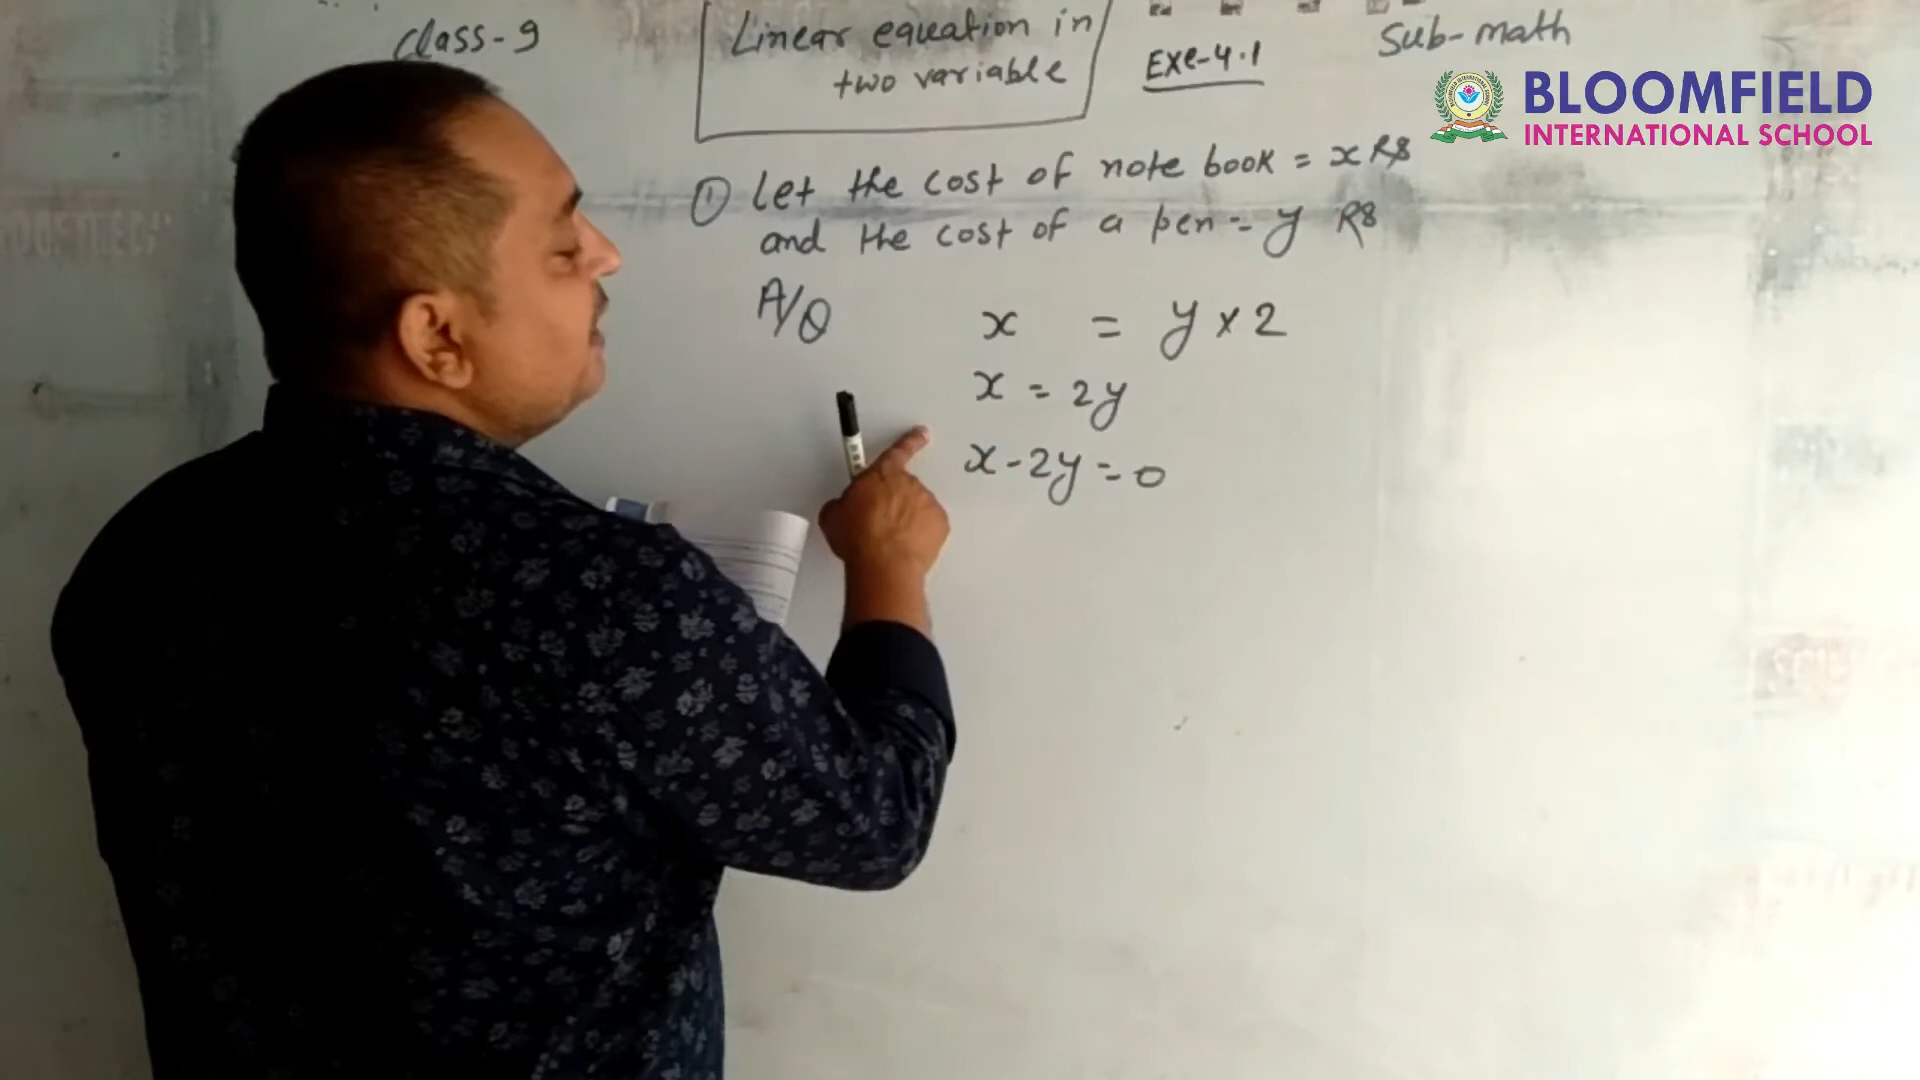 Class-9
Linear equation in
two variable
Exe-4.1
Sub-math
BLOOMFIELD
INTERNATIONAL SCHOOL
① Let the cost of note book = x Rs
and the cost of a pen = y Rs
A/Q x = y × 2
x = 2y
x - 2y = 0